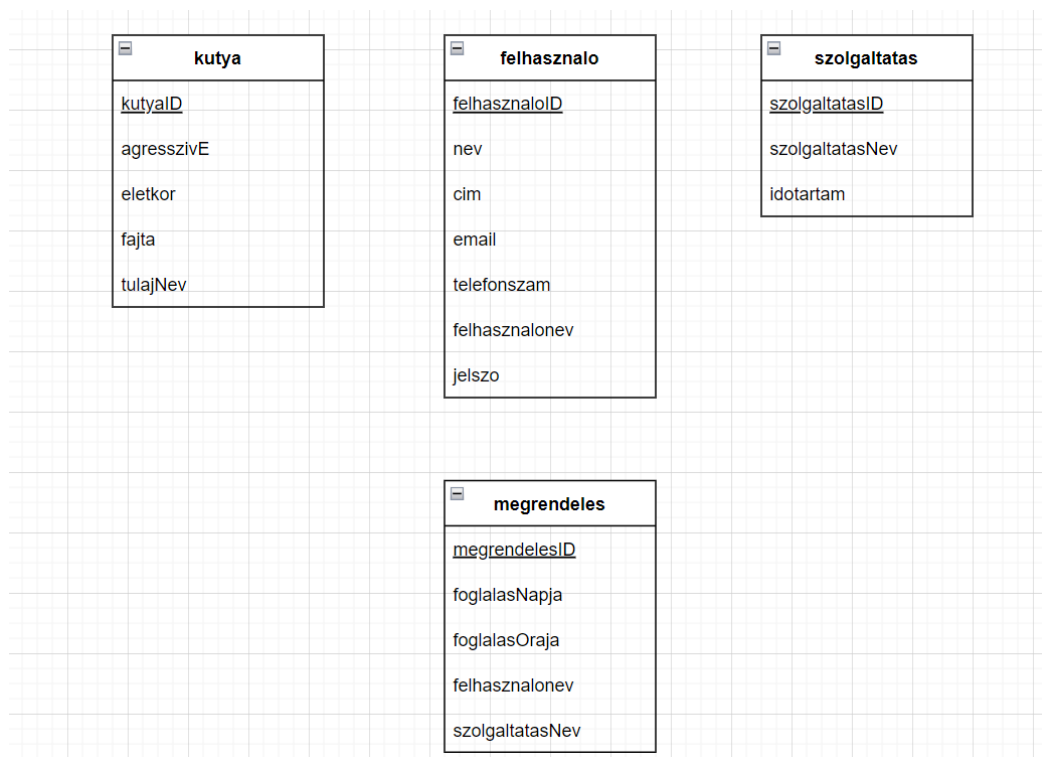 kutya
kutyaID
agresszivE
eletkor
fajta
tulajNev
felhasznalo
felhasznaloID
nev
cim
email
telefonszam
felhasznalonev
jelszo
szolgaltatas
szolgaltatasID
szolgaltatasNev
idotartam
megrendeles
megrendelesID
foglalasNapja
foglalasOraja
felhasznalonev
szolgaltatasNev